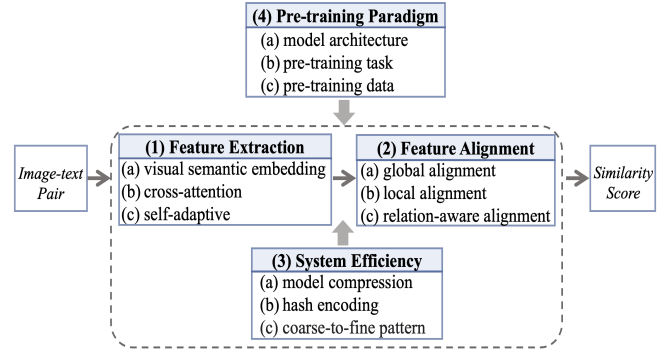 (4) Pre-training Paradigm
(a) model architecture
(b) pre-training task
(c) pre-training data
Image-text
Pair
(1) Feature Extraction
(a) visual semantic embedding
(b) cross-attention
(c) self-adaptive
(2) Feature Alignment
(a) global alignment
(b) local alignment
(c) relation-aware alignment
Similarity
Score
(3) System Efficiency
(a) model compression
(b) hash encoding
(c) coarse-to-fine pattern